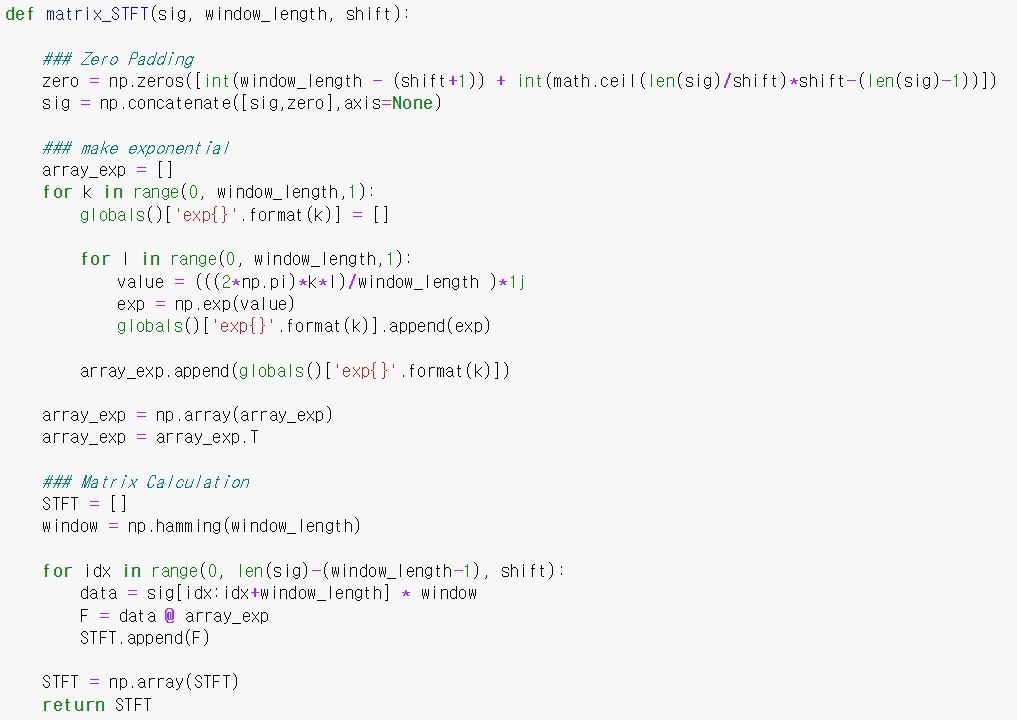 def matrix_STFT(sig, window_length, shift):
### Zero Padding
zero = np.zeros([int(window_length - (shift+1)) + int(math.ceil(len(sig)/shift)*shift-(len(sig)-1))])
sig = np.concatenate([sig,zero],axis=None)
### make exponential
array_exp = []
for k in range(0, window_length,1):
globals()['exp{}'.format(k)] = []
for l in range(0, window_length,1):
value = (((2*np.pi)*k*l)/window_length )*1j
exp = np.exp(value)
globals()['exp{}'.format(k)].append(exp)
array_exp.append(globals()['exp{}'.format(k)])
array_exp = np.array(array_exp)
array_exp = array_exp.T
### Matrix Calculation
STFT = []
window = np.hamming(window_length)
for idx in range(0, len(sig)-(window_length-1), shift):
data = sig[idx:idx+window_length] * window
F = data @ array_exp
STFT.append(F)
STFT = np.array(STFT)
return STFT